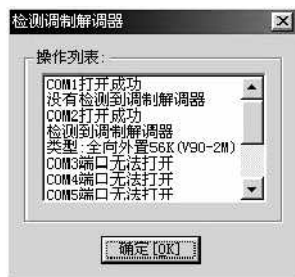 检测调制解调器
操作列表:
COM1打开成功
没有检测到调制解调器
COM2打开成功
检测到调制解调器
类型:全向外置56K(V90-2M)
COM3端口无法打开
COM4端口无法打开
COM5端口无法打开
确定[OK]